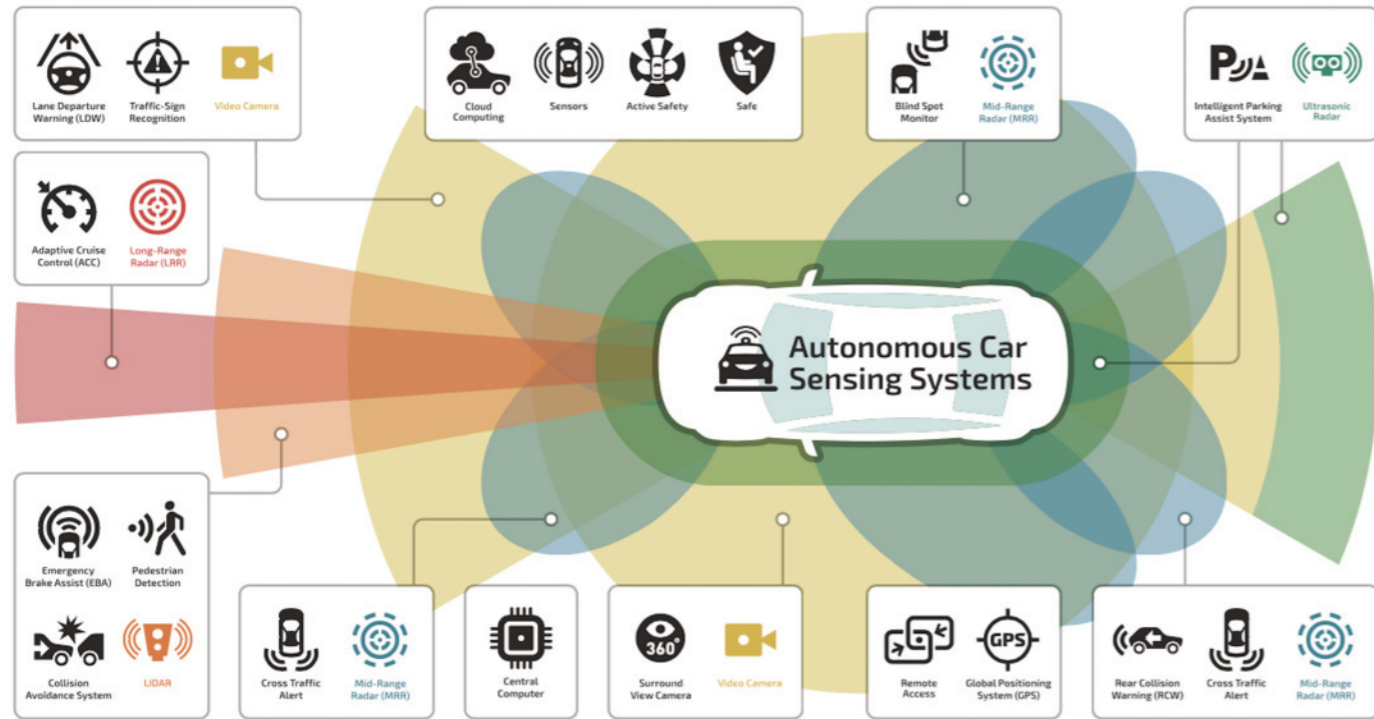 Lane Departure
Warning (LDW)
Traffic-Sign
Recognition
Video Camera
Cloud
Computing
Sensors
Active Safety
Safe
Blind Spot
Monitor
Mid-Range
Radar (MRR)
P
Intelligent Parking
Assist System
Ultrasonic
Radar
Adaptive Cruise
Control (ACC)
Long-Range
Radar (LRR)
Autonomous Car
Sensing Systems
Emergency
Brake Assist (EBA)
Pedestrian
Detection
Collision
Avoidance System
LIDAR
Cross Traffic
Alert
Mid-Range
Radar (MRR)
Central
Computer
360°
Surround
View Camera
Video Camera
Remote
Access
GPS
Global Positioning
System (GPS)
Rear Collision
Warning (RCW)
Cross Traffic
Alert
Mid-Range
Radar (MRR)